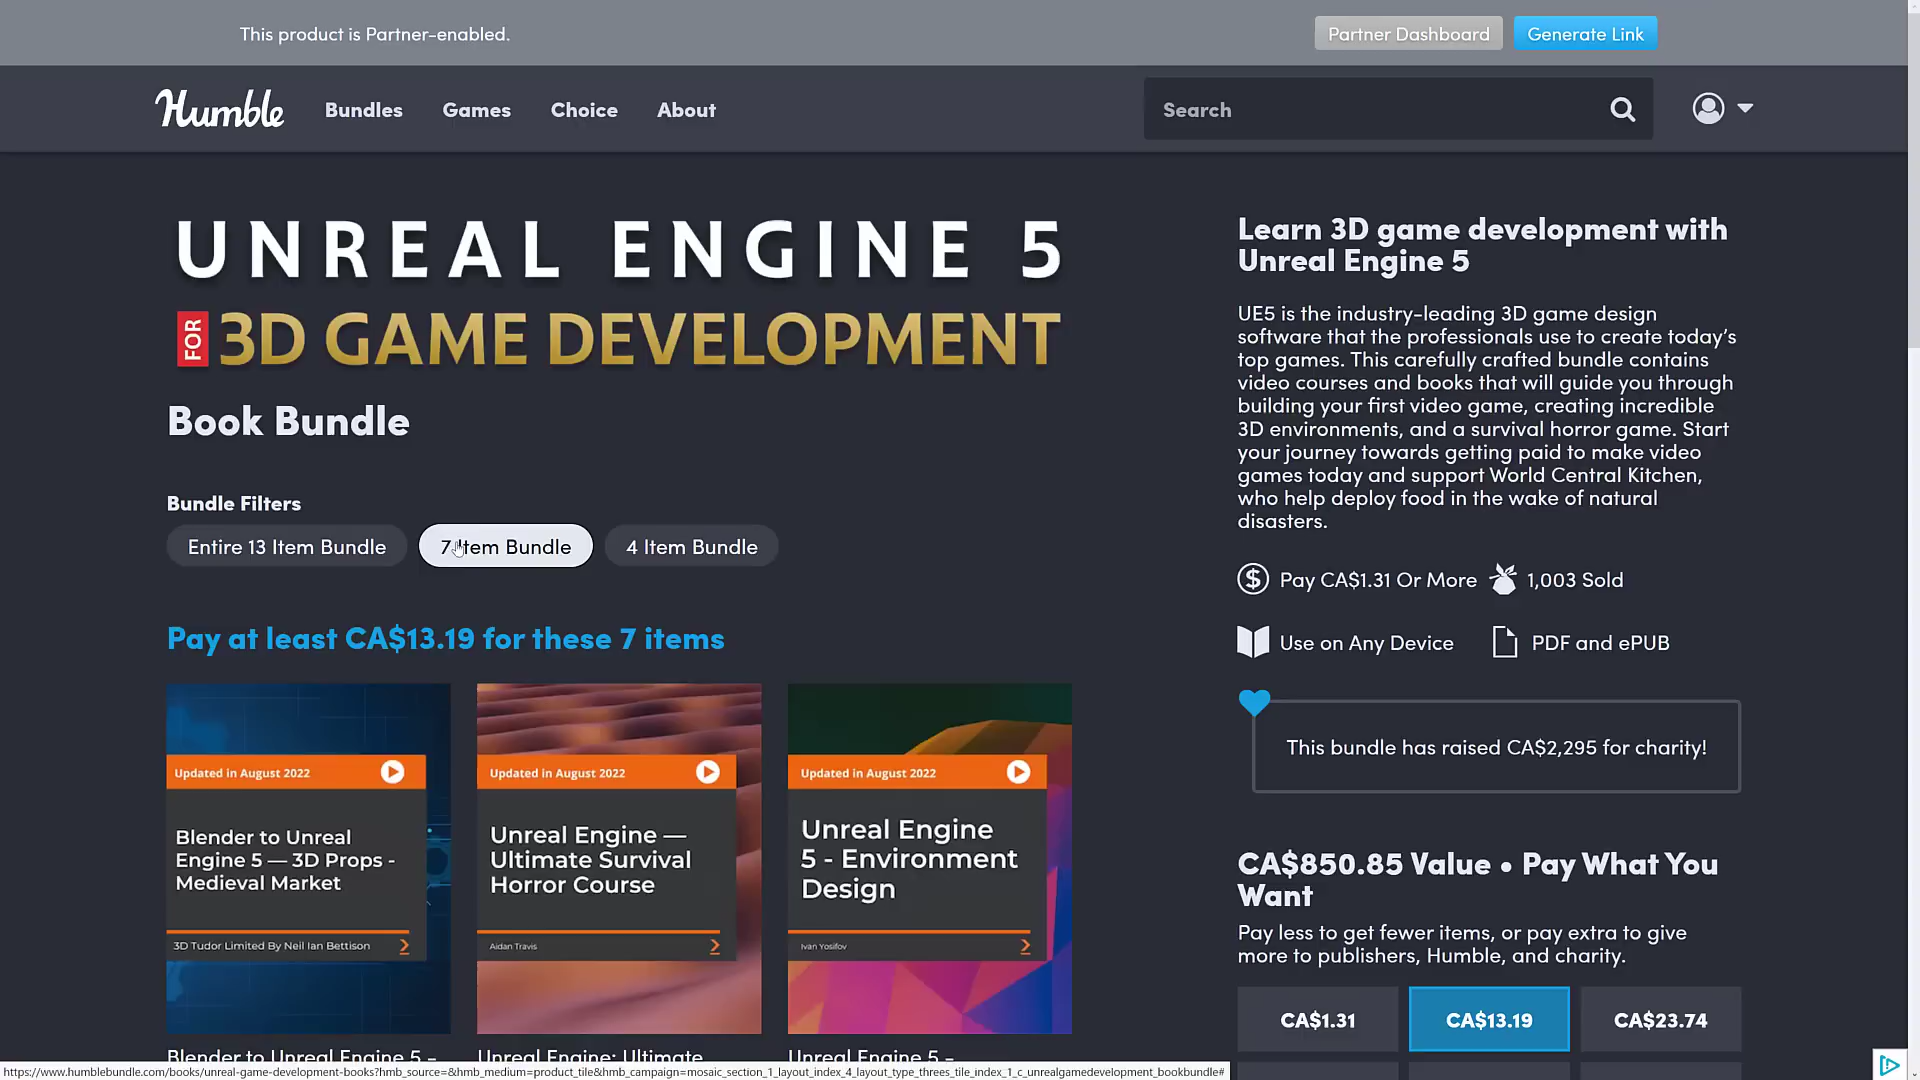 This product is Partner-enabled.
Partner Dashboard
Generate Link
Humble
Bundles
Games
Choice
About
Search
UNREAL ENGINE 5
FOR 3D GAME DEVELOPMENT
Book Bundle
Bundle Filters
Entire 13 Item Bundle
7 Item Bundle
4 Item Bundle
Pay at least CA$13.19 for these 7 items
Updated in August 2022
Blender to Unreal
Engine 5 — 3D Props -
Medieval Market
3D Tudor Limited By Neil Ian Bettison
Updated in August 2022
Unreal Engine —
Ultimate Survival
Horror Course
Aidan Travis
Updated in August 2022
Unreal Engine
5 - Environment
Design
Ivan Yosifov
Blender to Unreal Engine 5 -
Unreal Engine: Ultimate
Unreal Engine 5 -
Learn 3D game development with
Unreal Engine 5
UE5 is the industry-leading 3D game design
software that the professionals use to create today’s
top games. This carefully crafted bundle contains
video courses and books that will guide you through
building your first video game, creating incredible
3D environments, and a survival horror game. Start
your journey towards getting paid to make video
games today and support World Central Kitchen,
who help deploy food in the wake of natural
disasters.
Pay CA$1.31 Or More
1,003 Sold
Use on Any Device
PDF and ePUB
This bundle has raised CA$2,295 for charity!
CA$850.85 Value • Pay What You
Want
Pay less to get fewer items, or pay extra to give
more to publishers, Humble, and charity.
CA$1.31
CA$13.19
CA$23.74
https://www.humblebundle.com/books/unreal-game-development-books?hmb_source=&hmb_medium=product_tile&hmb_campaign=mosaic_section_1_layout_index_4_layout_type_threes_tile_index_1_c_unrealgamedevelopment_bookbundle#